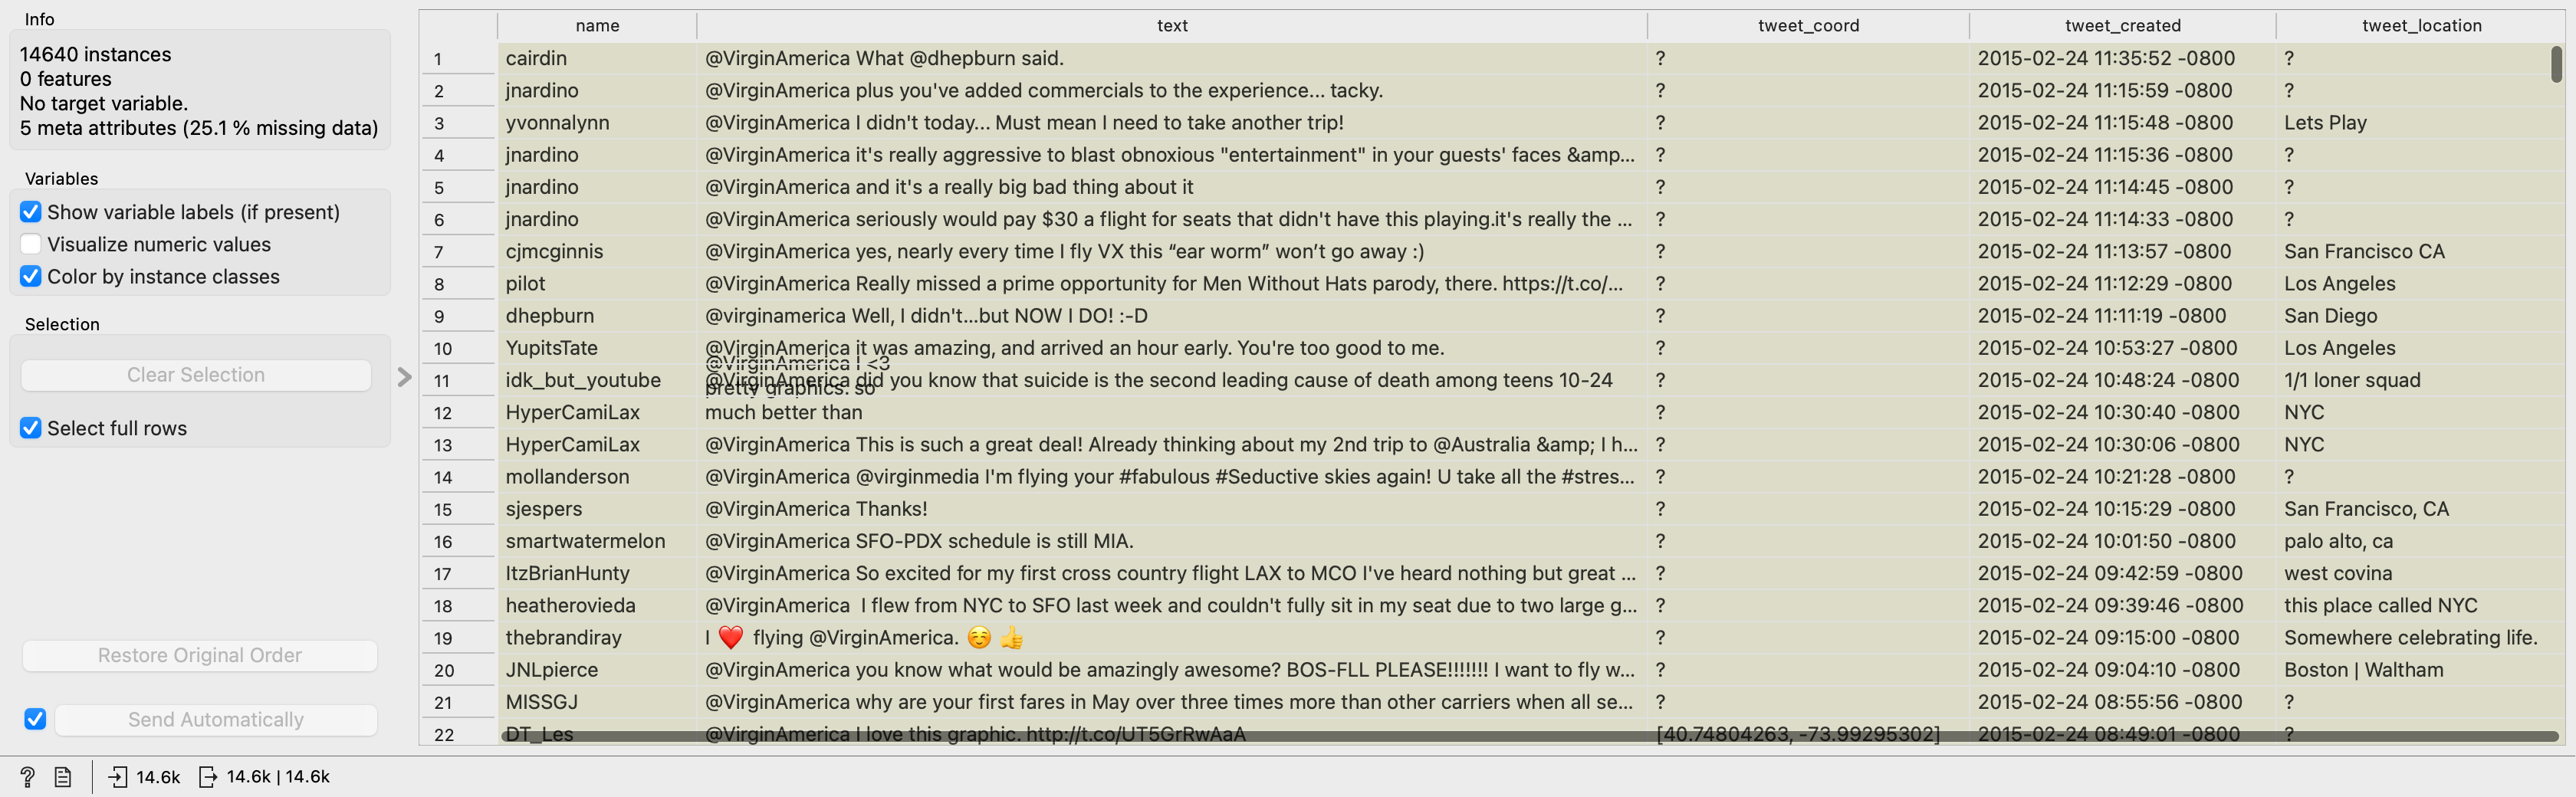 Info
14640 instances
0 features
No target variable.
5 meta attributes (25.1 % missing data)
Variables
Show variable labels (if present)
Visualize numeric values
Color by instance classes
Selection
Clear Selection
Select full rows
Restore Original Order
Send Automatically
name text tweet_coord tweet_created tweet_location
1 cairdin @VirginAmerica What @dhepburn said. ? 2015-02-24 11:35:52 -0800 ?
2 jnardino @VirginAmerica plus you've added commercials to the experience... tacky. ? 2015-02-24 11:15:59 -0800 ?
3 yvonnalynn @VirginAmerica I didn't today... Must mean I need to take another trip! ? 2015-02-24 11:15:48 -0800 Lets Play
4 jnardino @VirginAmerica it's really aggressive to blast obnoxious "entertainment" in your guests' faces &amp... ? 2015-02-24 11:15:36 -0800 ?
5 jnardino @VirginAmerica and it's a really big bad thing about it ? 2015-02-24 11:14:45 -0800 ?
6 jnardino @VirginAmerica seriously would pay $30 a flight for seats that didn't have this playing.it's really the ... ? 2015-02-24 11:14:33 -0800 ?
7 cjmcginnis @VirginAmerica yes, nearly every time I fly VX this “ear worm” won’t go away :) ? 2015-02-24 11:13:57 -0800 San Francisco CA
8 pilot @VirginAmerica Really missed a prime opportunity for Men Without Hats parody, there. https://t.co/... ? 2015-02-24 11:12:29 -0800 Los Angeles
9 dhepburn @virginamerica Well, I didn't...but NOW I DO! :-D ? 2015-02-24 11:11:19 -0800 San Diego
10 YupitsTate @VirginAmerica it was amazing, and arrived an hour early. You're too good to me. ? 2015-02-24 10:53:27 -0800 Los Angeles
11 idk_but_youtube @VirginAmerica did you know that suicide is the second leading cause of death among teens 10-24 ? 2015-02-24 10:48:24 -0800 1/1 loner squad
@VirginAmerica I <3
pretty graphics. so
12 HyperCamiLax much better than ? 2015-02-24 10:30:40 -0800 NYC
13 HyperCamiLax @VirginAmerica This is such a great deal! Already thinking about my 2nd trip to @Australia &amp; I h... ? 2015-02-24 10:30:06 -0800 NYC
14 mollanderson @VirginAmerica @virginmedia I'm flying your #fabulous #Seductive skies again! U take all the #stres... ? 2015-02-24 10:21:28 -0800 ?
15 sjespers @VirginAmerica Thanks! ? 2015-02-24 10:15:29 -0800 San Francisco, CA
16 smartwatermelon @VirginAmerica SFO-PDX schedule is still MIA. ? 2015-02-24 10:01:50 -0800 palo alto, ca
17 ItzBrianHunty @VirginAmerica So excited for my first cross country flight LAX to MCO I've heard nothing but great ... ? 2015-02-24 09:42:59 -0800 west covina
18 heatherovieda @VirginAmerica  I flew from NYC to SFO last week and couldn't fully sit in my seat due to two large g... ? 2015-02-24 09:39:46 -0800 this place called NYC
19 thebrandiray I ❤️ flying @VirginAmerica. ☺️👍 ? 2015-02-24 09:15:00 -0800 Somewhere celebrating life.
20 JNLpierce @VirginAmerica you know what would be amazingly awesome? BOS-FLL PLEASE!!!!!!! I want to fly w... ? 2015-02-24 09:04:10 -0800 Boston | Waltham
21 MISSGJ @VirginAmerica why are your first fares in May over three times more than other carriers when all se... ? 2015-02-24 08:55:56 -0800 ?
22 DT_Les @VirginAmerica I love this graphic. http://t.co/UT5GrRwAaA [40.74804263, -73.99295302] 2015-02-24 08:49:01 -0800 ?
? 14.6k 14.6k | 14.6k